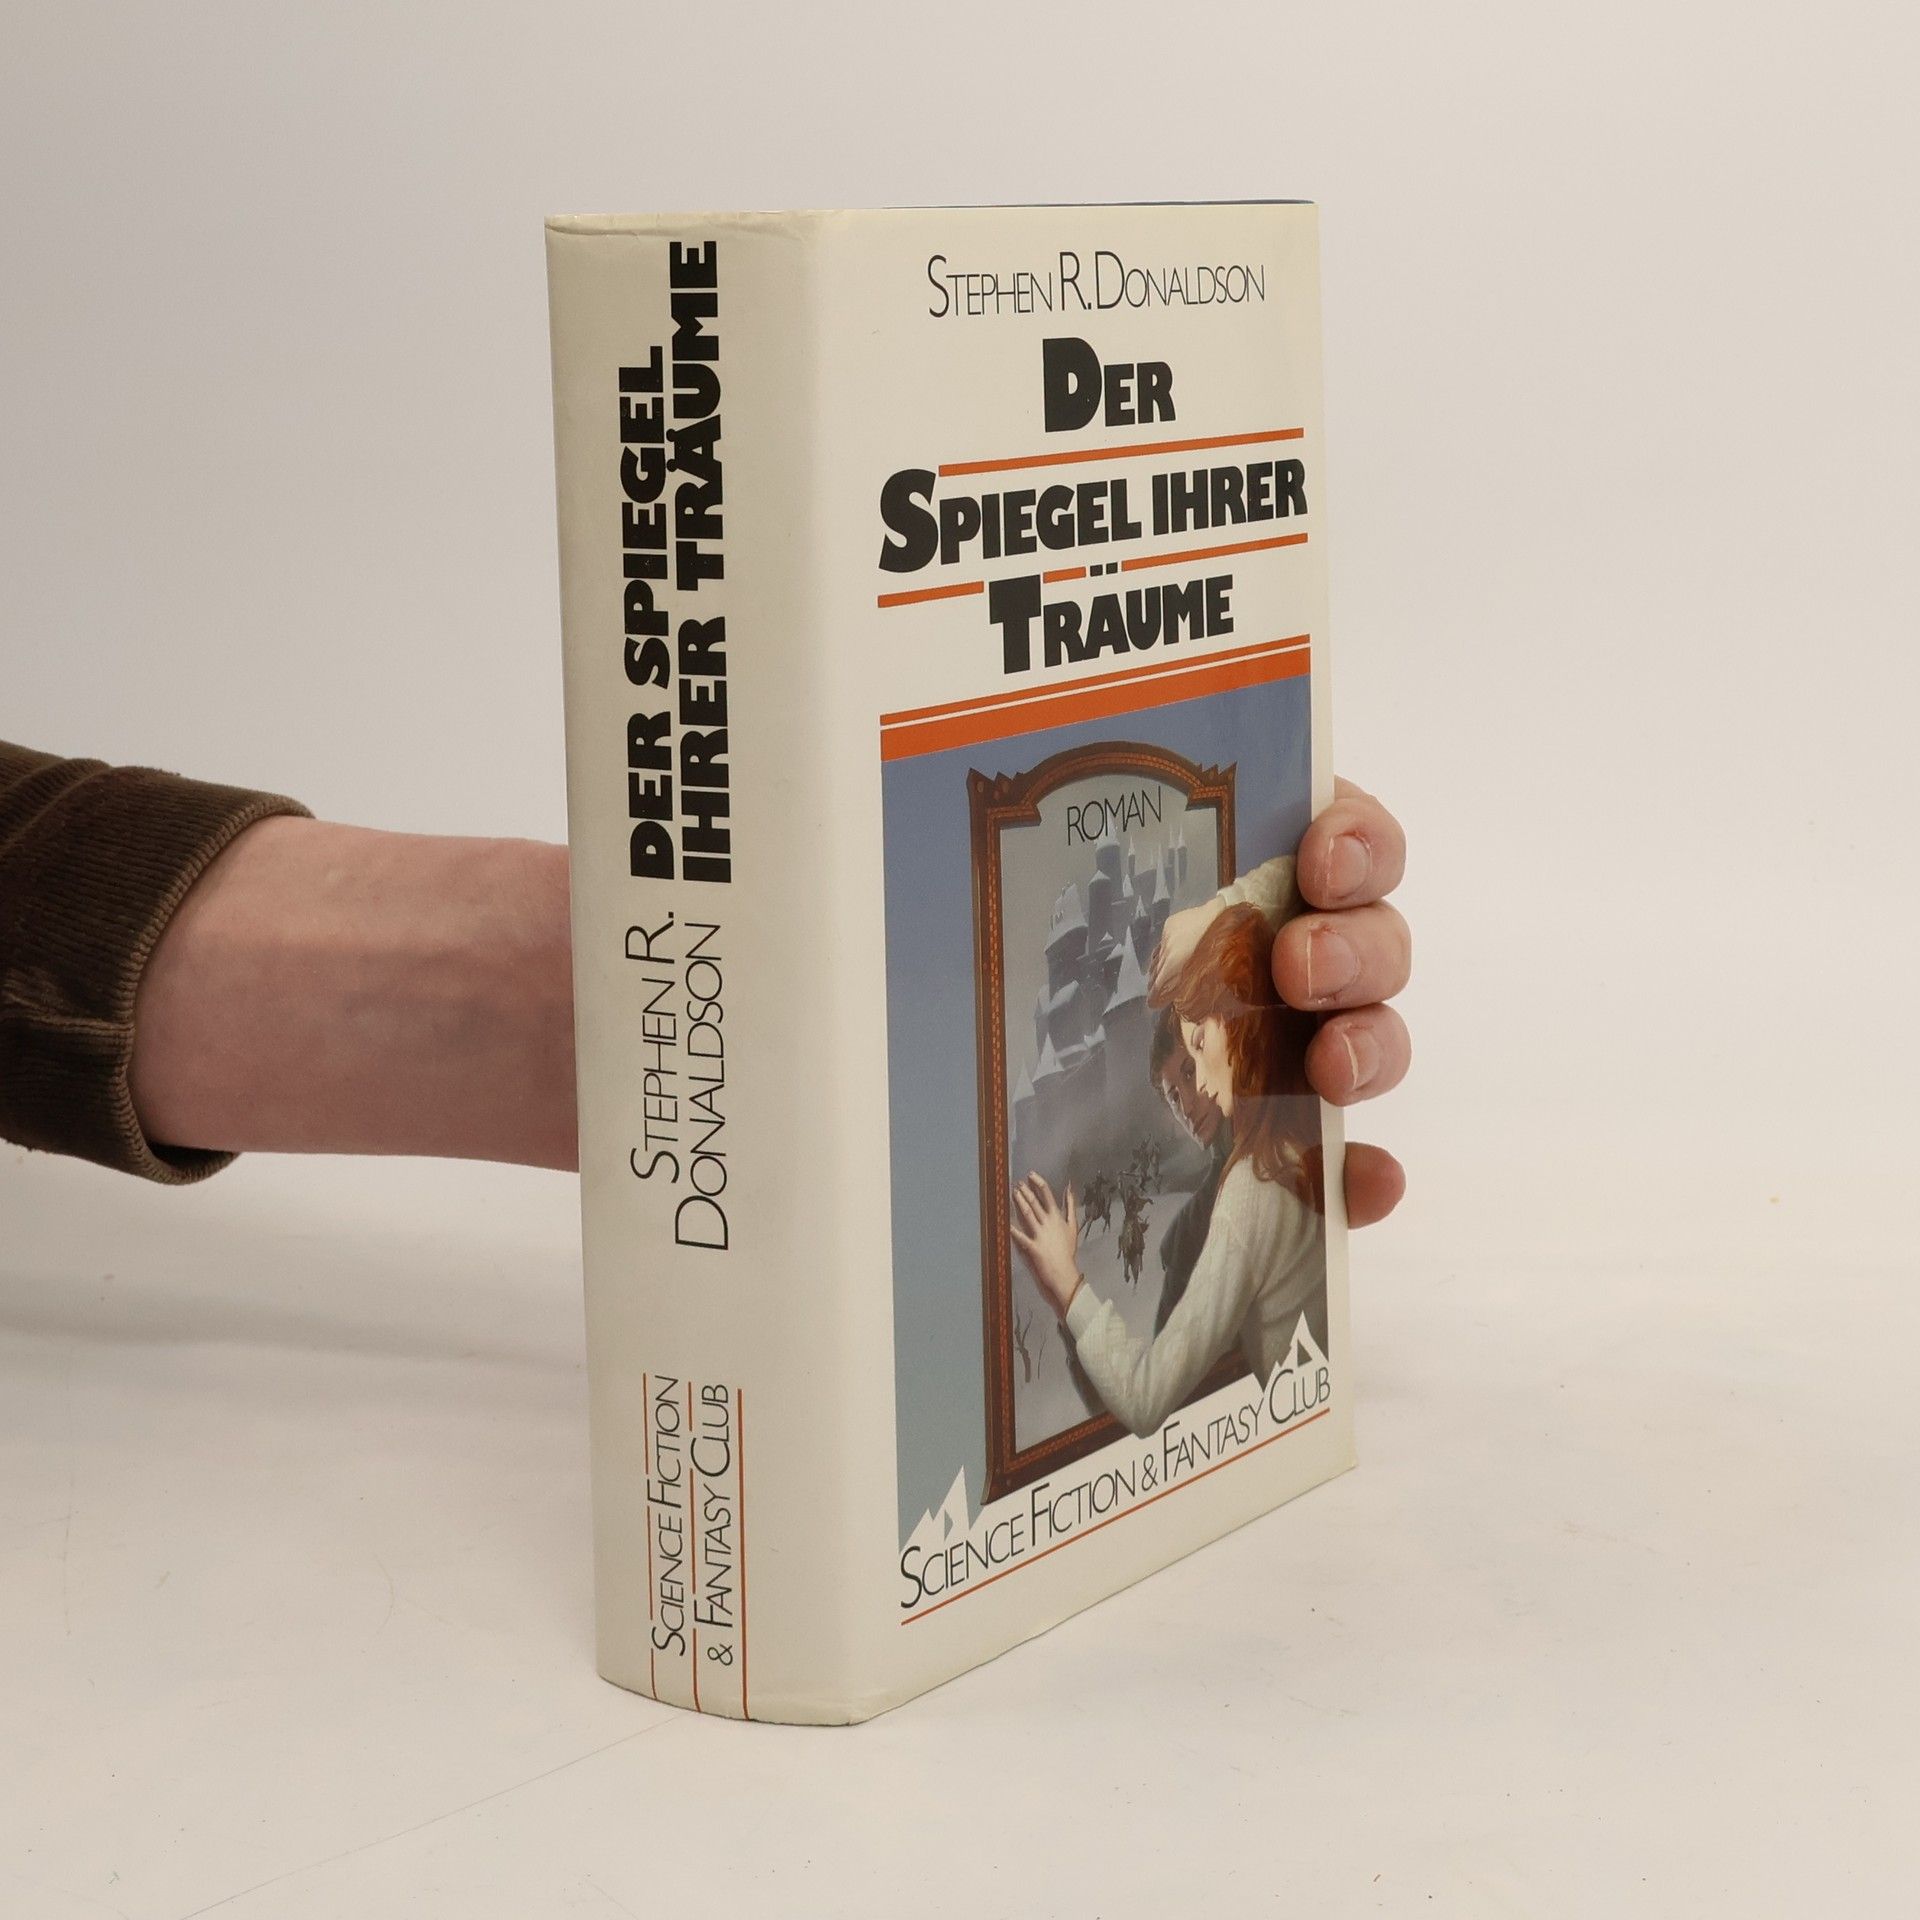 DER SPIEGEL
IHRER TRÄUME
STEPHEN R.
DONALDSON
SCIENCE FICTION
& FANTASY CLUB
STEPHEN R. DONALDSON
DER
SPIEGEL IHRER
TRÄUME
ROMAN
SCIENCE FICTION & FANTASY CLUB